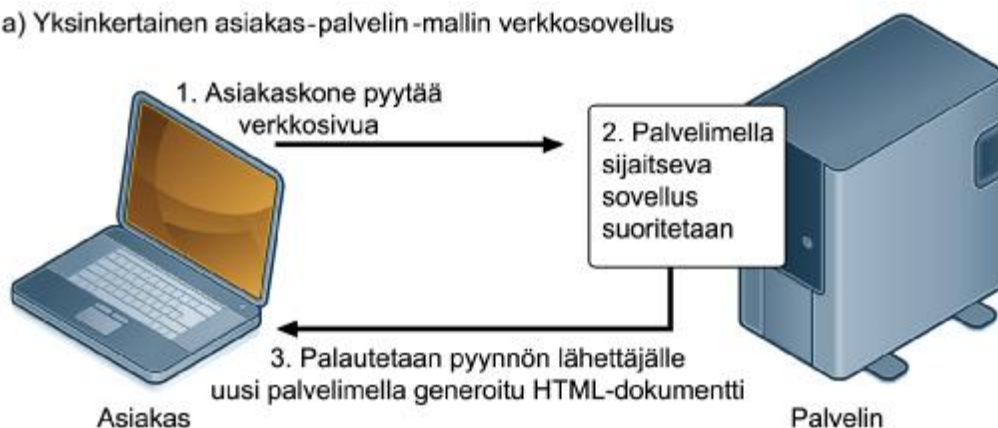 a) Yksinkertainen asiakas-palvelin-mallin verkkosovellus
1. Asiakaskone pyytää
verkkosivua
2. Palvelimella
sijaitseva
sovellus
suoritetaan
3. Palautetaan pyynnön lähettäjälle
uusi palvelimella generoitu HTML-dokumentti
Asiakas
Palvelin